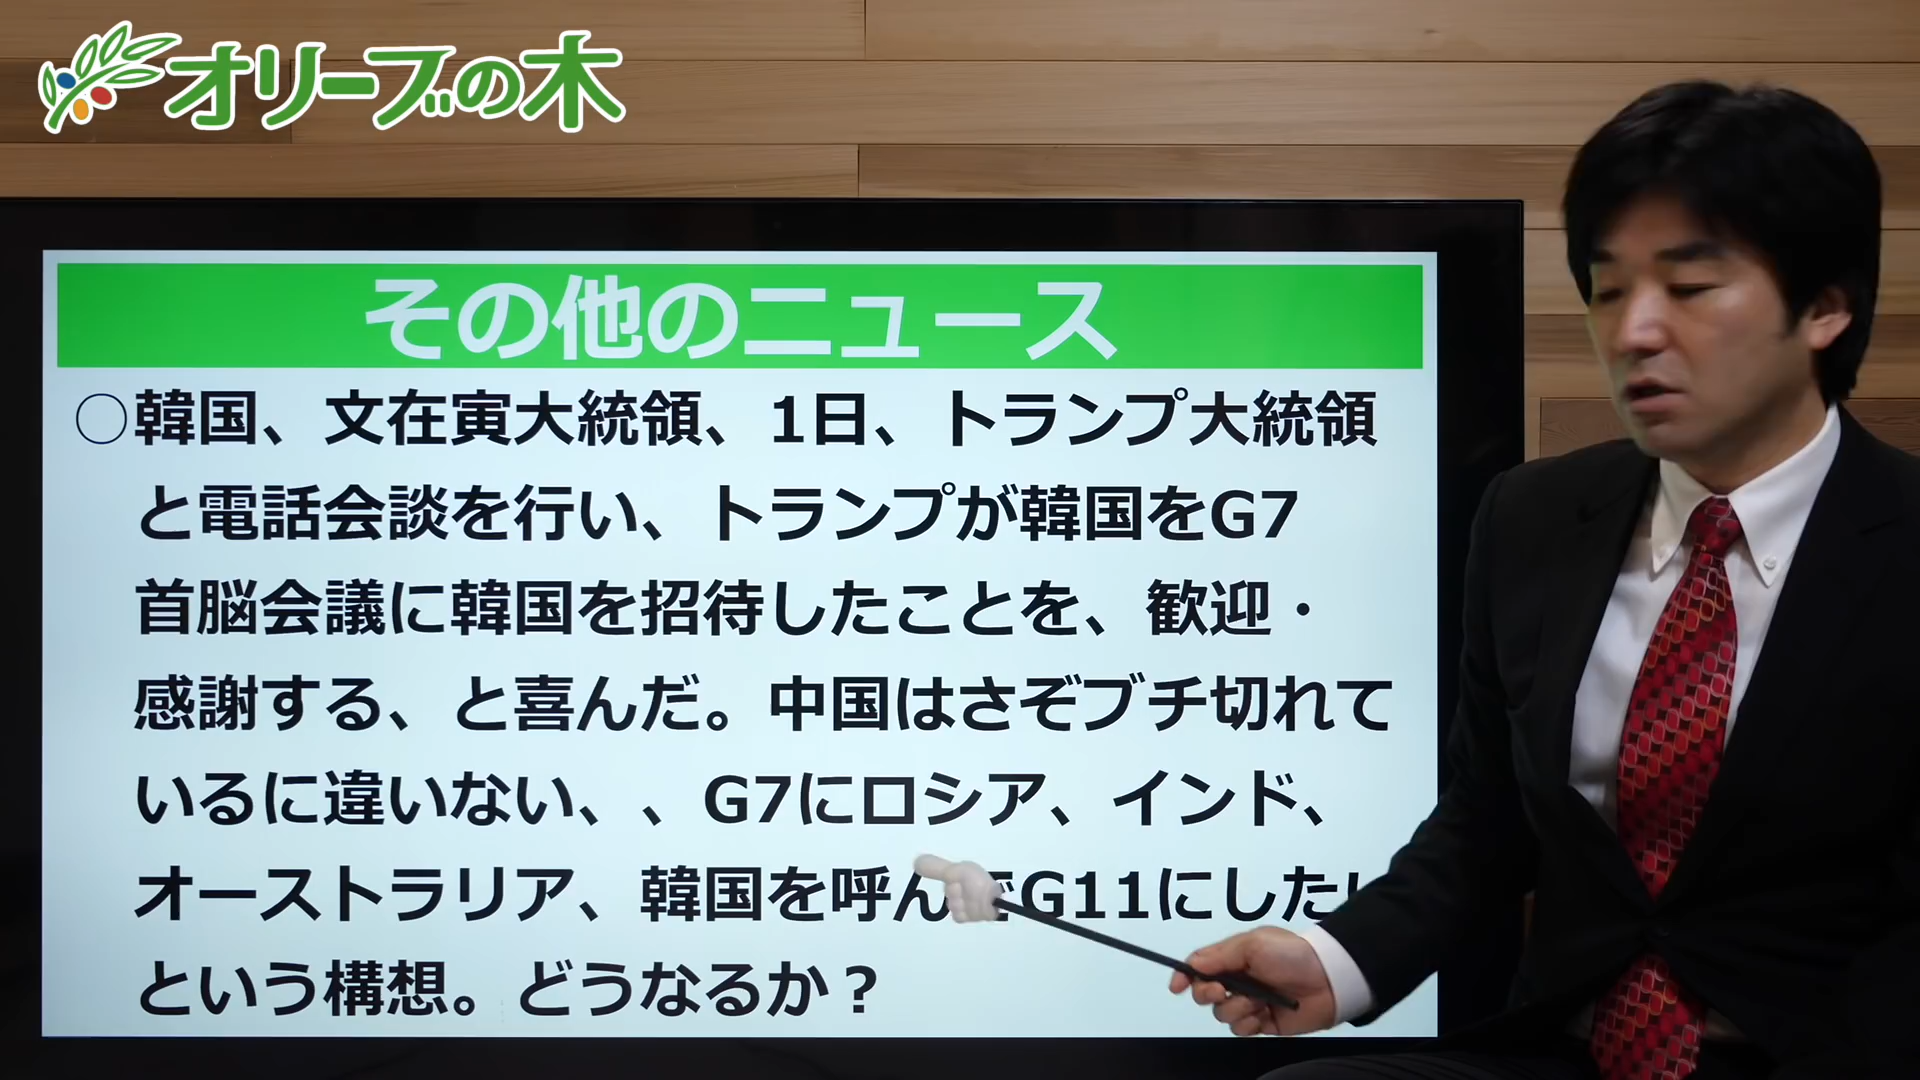 オリーブの木
その他のニュース
○韓国、文在寅大統領、1日、トランプ大統領
と電話会談を行い、トランプが韓国をG7
首脳会議に韓国を招待したことを、歓迎・
感謝する、と喜んだ。中国はさぞブチ切れて
いるに違いない、、G7にロシア、インド、
オーストラリア、韓国を呼んでG11にしたい
という構想。どうなるか？